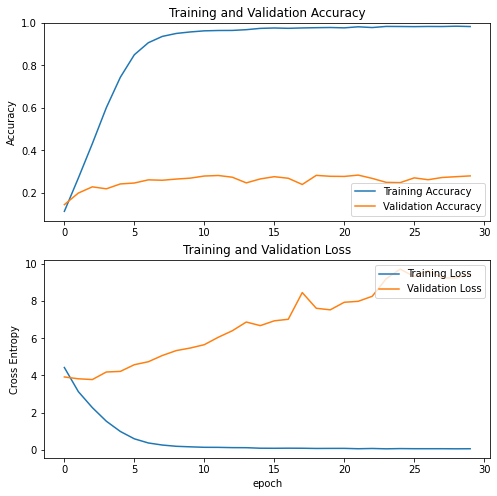 Training and Validation Accuracy
1.0
0.8
0.6
0.4
0.2
Accuracy
Training Accuracy
Validation Accuracy
0 5 10 15 20 25 30
Training and Validation Loss
10
8
6
4
2
0
Cross Entropy
Training Loss
Validation Loss
0 5 10 15 20 25 30
epoch